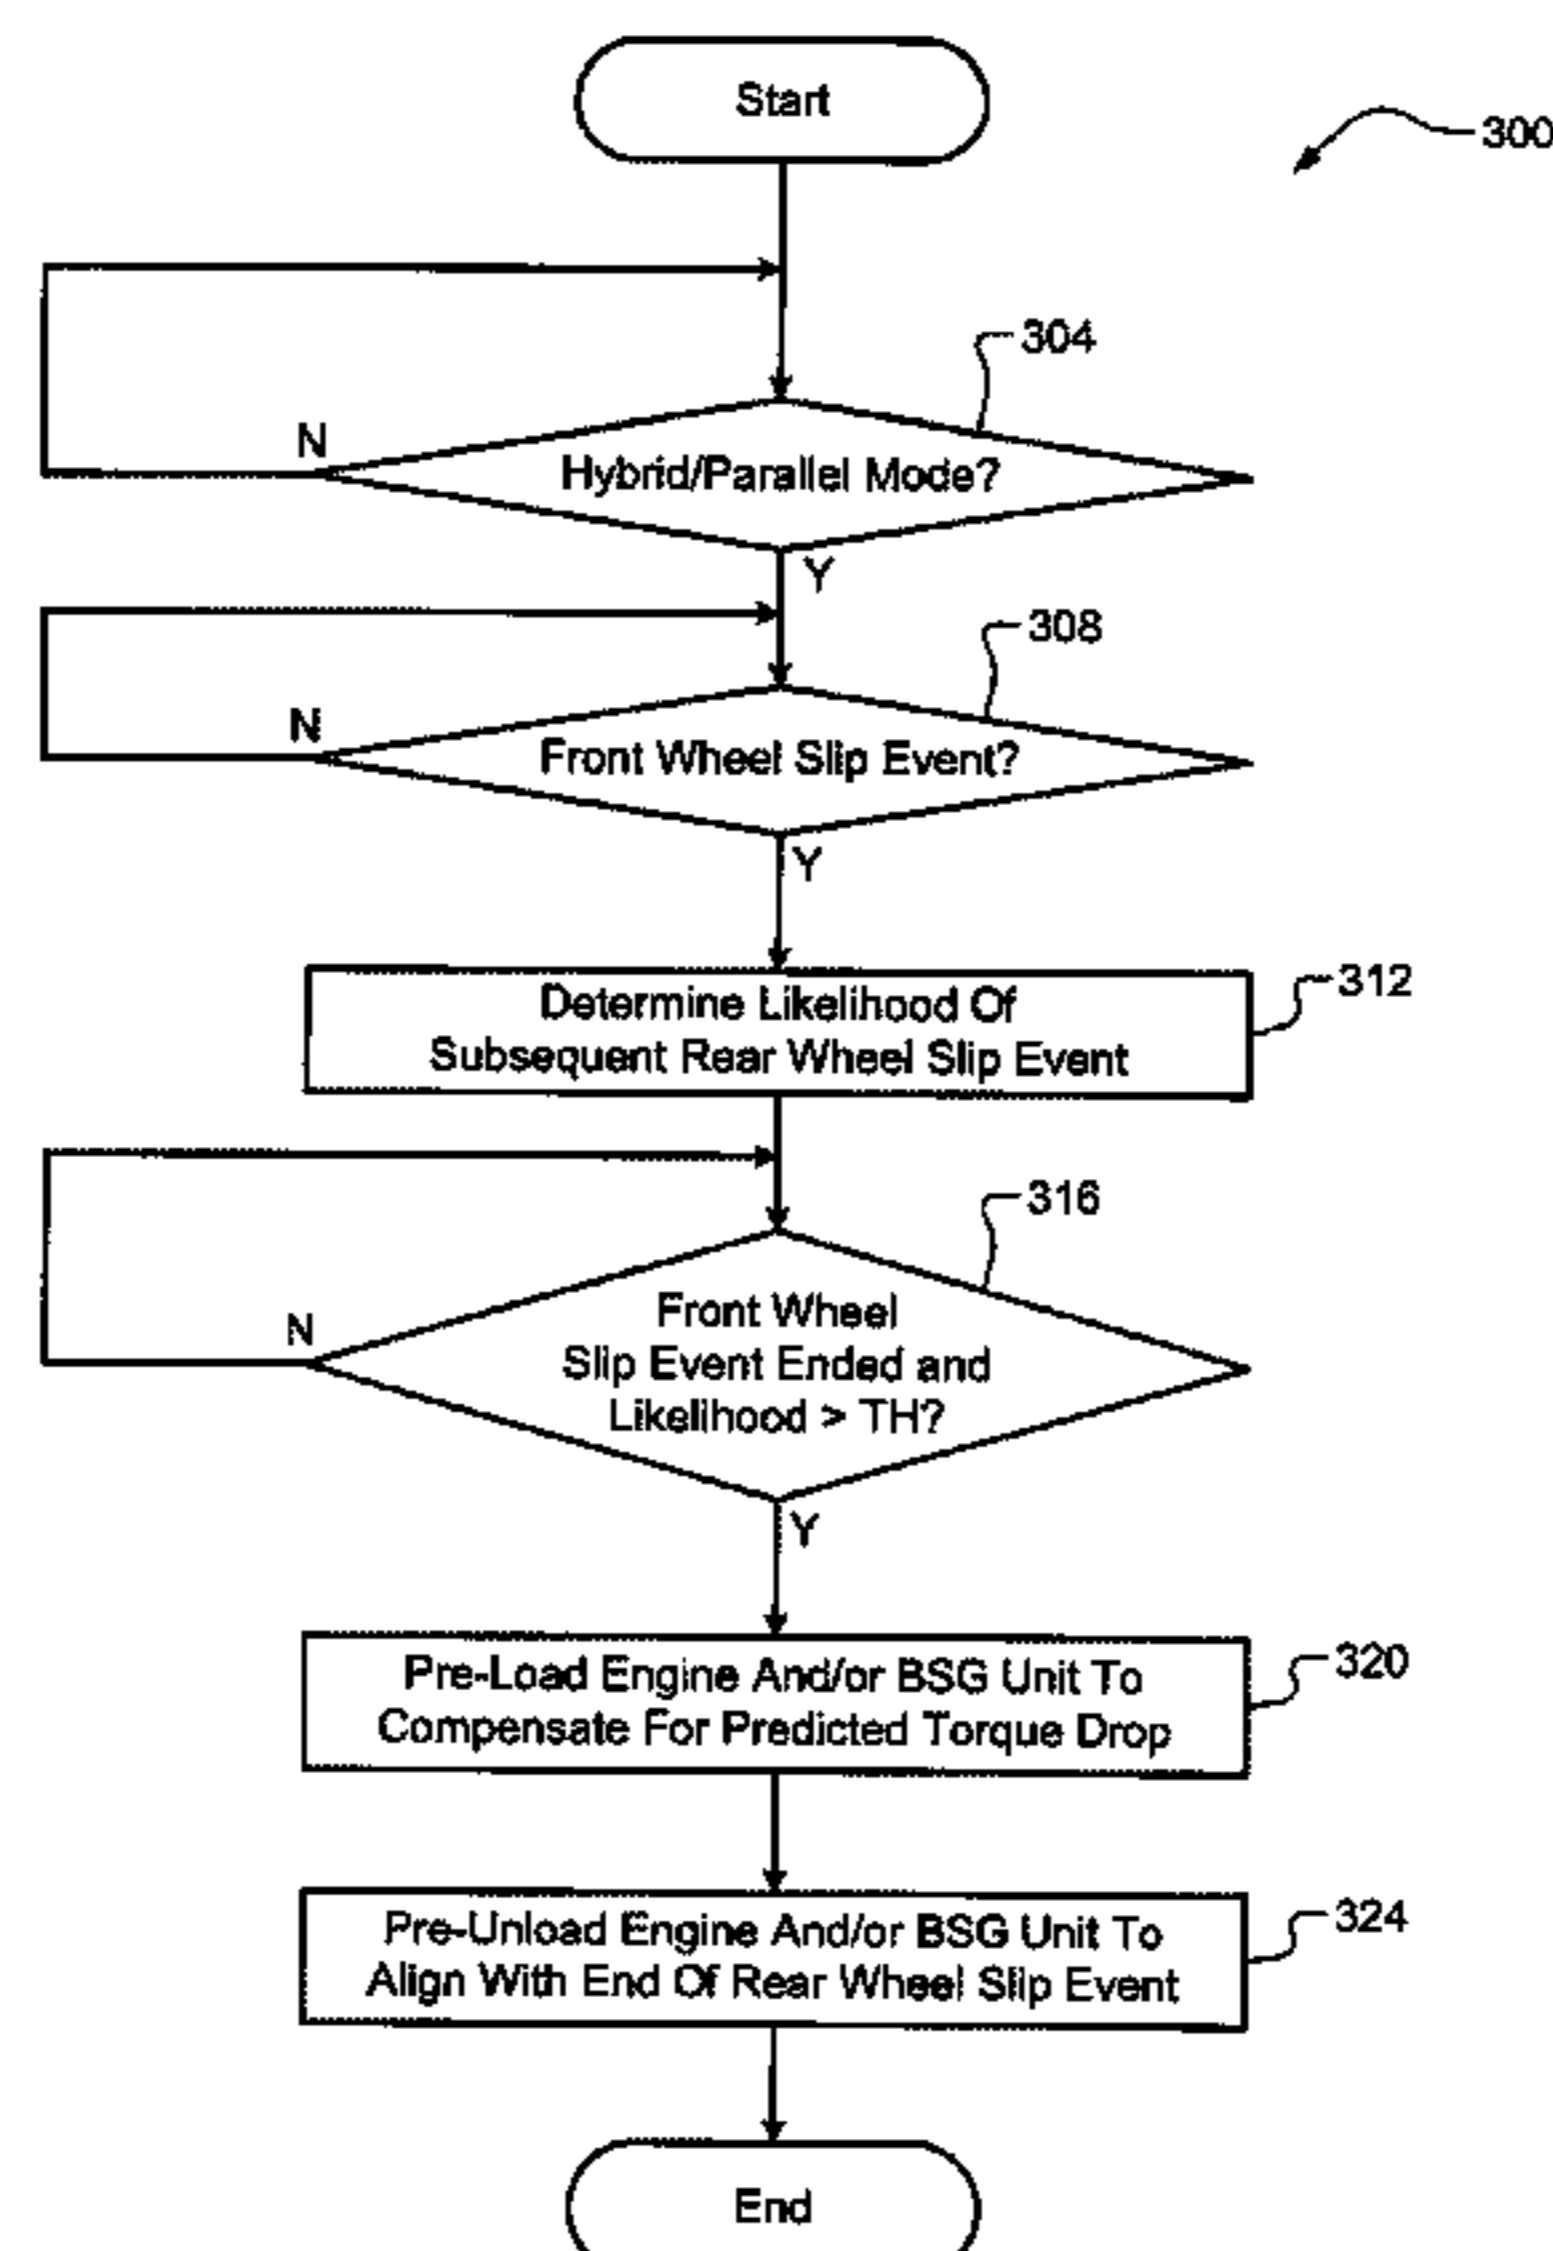 Start
300
304
N
Hybrid/Parallel Mode?
Y
308
N
Front Wheel Slip Event?
Y
312
Determine Likelihood Of
Subsequent Rear Wheel Slip Event
316
N
Front Wheel
Slip Event Ended and
Likelihood > TH?
Y
320
Pre-Load Engine And/or BSG Unit To
Compensate For Predicted Torque Drop
324
Pre-Unload Engine And/or BSG Unit To
Align With End Of Rear Wheel Slip Event
End